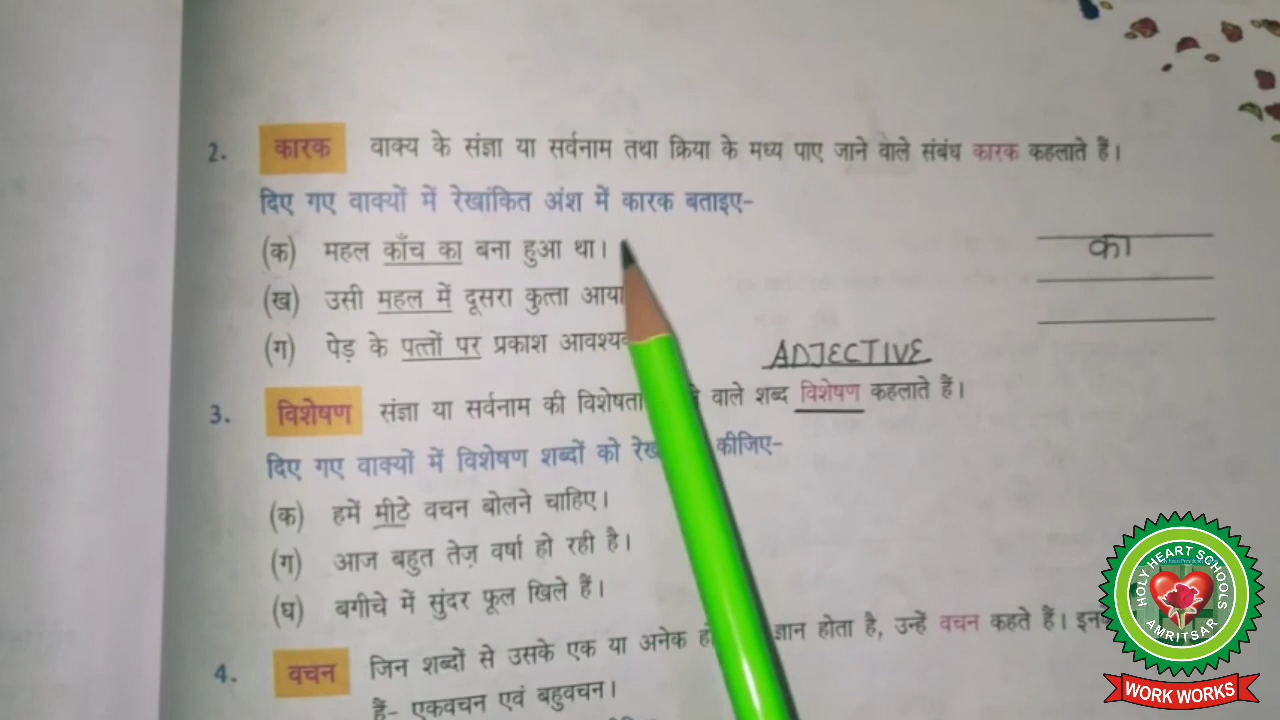 2. कारक वाक्य के संज्ञा या सर्वनाम तथा क्रिया के मध्य पाए जाने वाले संबंध कारक कहलाते हैं।
दिए गए वाक्यों में रेखांकित अंश में कारक बताइए-
(क) महल काँच का बना हुआ था। का
(ख) उसी महल में दूसरा कुत्ता आया
(ग) पेड़ के पत्तों पर प्रकाश
ADJECTIVE
3. विशेषण संज्ञा या सर्वनाम की विशेषता वाले शब्द विशेषण कहलाते हैं।
दिए गए वाक्यों में विशेषण शब्दों को कीजिए-
(क) हमें मीठे वचन बोलने चाहिए।
(ग) आज बहुत तेज़ वर्षा हो रही है।
(घ) बगीचे में सुंदर फूल खिले हैं।
4. वचन जिन शब्दों से उसके एक या अनेक ज्ञान होता है, उन्हें वचन कहते हैं।
हैं- एकवचन एवं बहुवचन।
HOLY HEART SCHOOLS
AMRITSAR
WORK WORKS